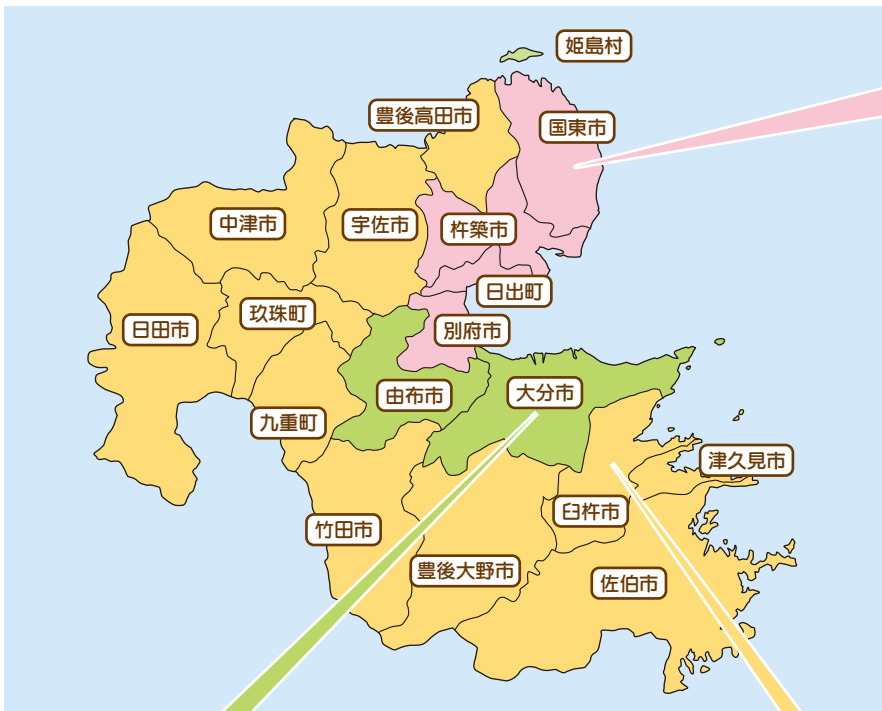 姫島村
豊後高田市
国東市
中津市
宇佐市
杵築市
日出町
玖珠町
日田市
別府市
由布市
大分市
九重町
津久見市
臼杵市
竹田市
豊後大野市
佐伯市